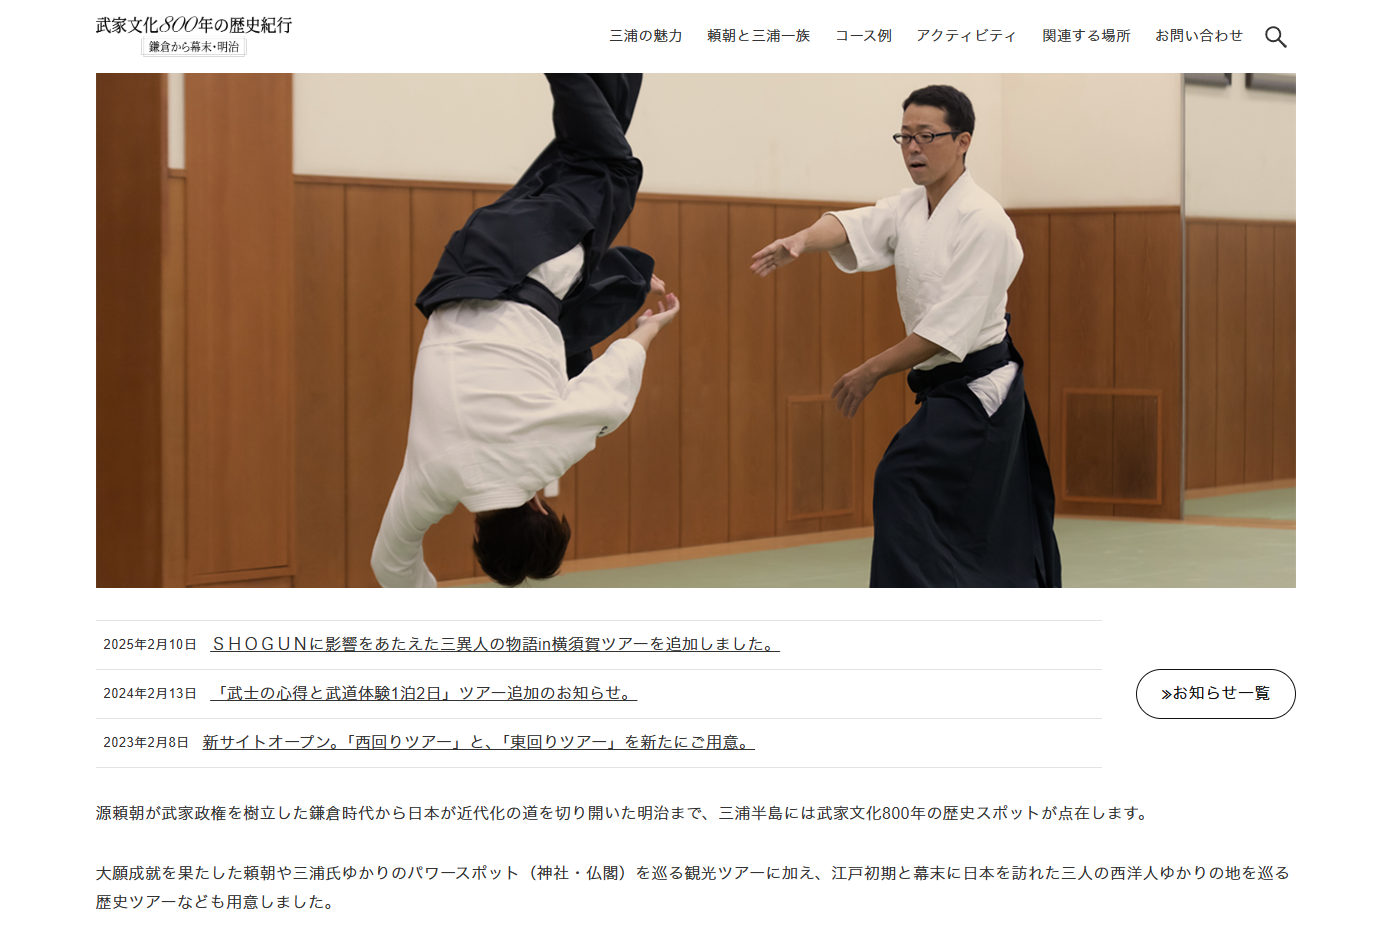 武家文化800年の歴史紀行
鎌倉から幕末・明治
三浦の魅力 頼朝と三浦一族 コース例 アクティビティ 関連する場所 お問い合わせ
2025年2月10日 ＳＨＯＧＵＮに影響をあたえた三異人の物語in横須賀ツアーを追加しました。
2024年2月13日 「武士の心得と武道体験1泊2日」ツアー追加のお知らせ。
お知らせ一覧
2023年2月8日 新サイトオープン。「西回りツアー」と、「東回りツアー」を新たにご用意。
源頼朝が武家政権を樹立した鎌倉時代から日本が近代化の道を切り開いた明治まで、三浦半島には武家文化800年の歴史スポットが点在します。
大願成就を果たした頼朝や三浦氏ゆかりのパワースポット（神社・仏閣）を巡る観光ツアーに加え、江戸初期と幕末に日本を訪れた三人の西洋人ゆかりの地を巡る
歴史ツアーなども用意しました。